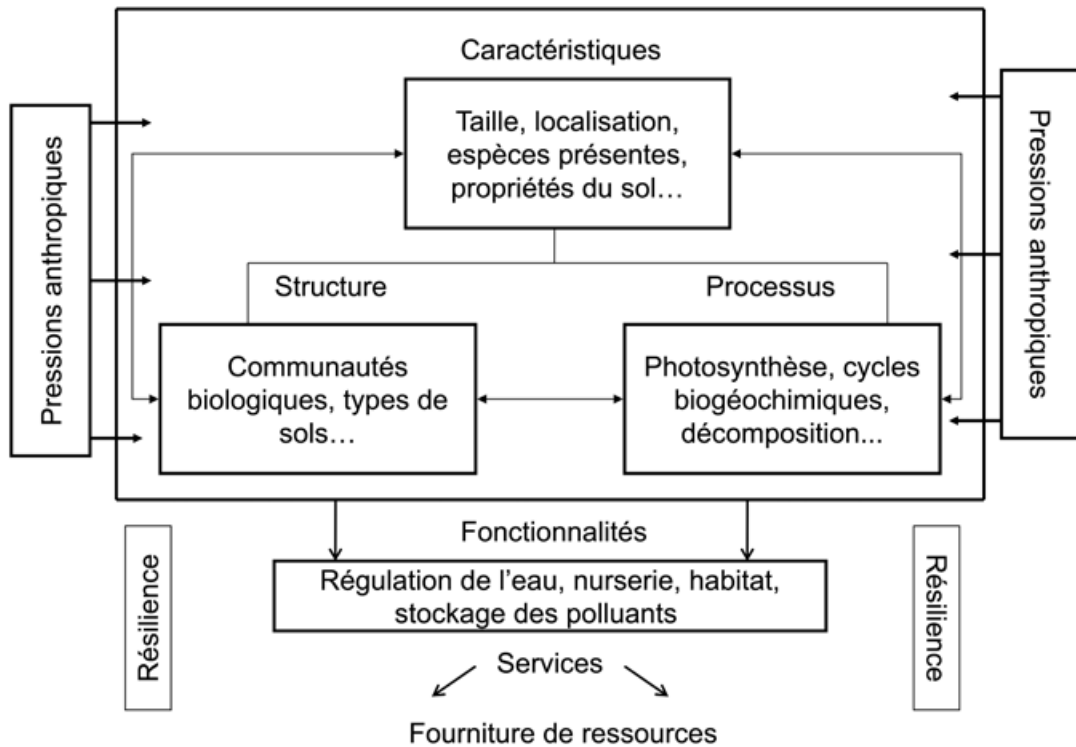 Caractéristiques
Taille, localisation,
espèces présentes,
propriétés du sol…
Pressions anthropiques
Pressions anthropiques
Structure
Processus
Communautés
biologiques, types de
sols…
Photosynthèse, cycles
biogéochimiques,
décomposition...
Fonctionnalités
Régulation de l'eau, nurserie, habitat,
stockage des polluants
Résilience
Résilience
Services
Fourniture de ressources